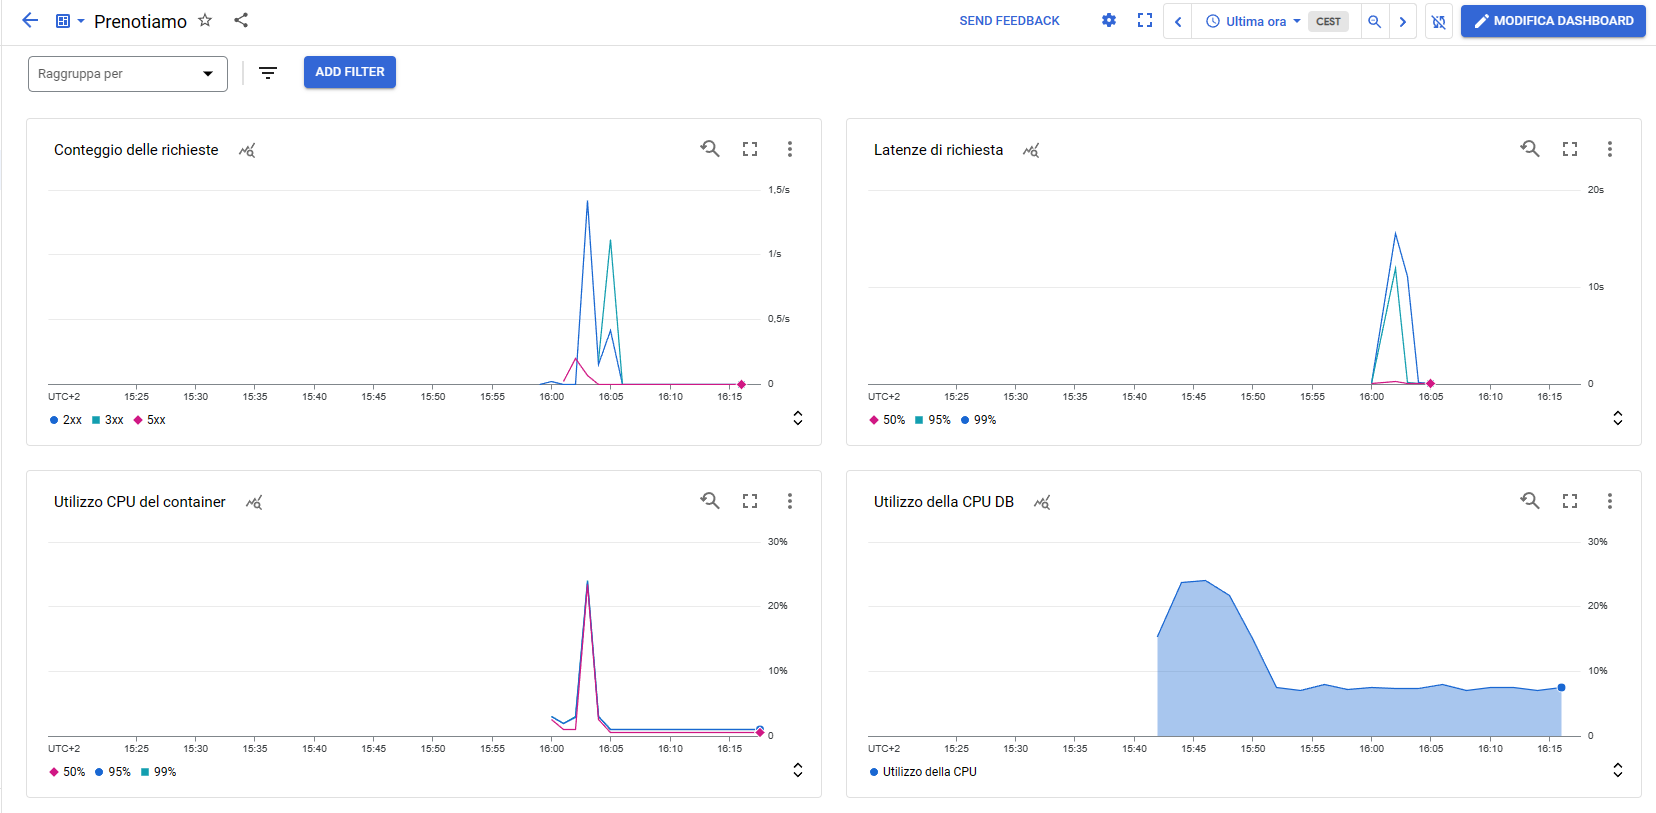 Prenotiamo
SEND FEEDBACK
Ultima ora
CEST
MODIFICA DASHBOARD
Raggruppa per
ADD FILTER
Conteggio delle richieste
1,5/s
1/s
0,5/s
0
UTC+2 15:25 15:30 15:35 15:40 15:45 15:50 15:55 16:00 16:05 16:10 16:15
2xx 3xx 5xx
Latenze di richiesta
20s
10s
0
UTC+2 15:25 15:30 15:35 15:40 15:45 15:50 15:55 16:00 16:05 16:10 16:15
50% 95% 99%
Utilizzo CPU del container
30%
20%
10%
0
UTC+2 15:25 15:30 15:35 15:40 15:45 15:50 15:55 16:00 16:05 16:10 16:15
50% 95% 99%
Utilizzo della CPU DB
30%
20%
10%
0
UTC+2 15:25 15:30 15:35 15:40 15:45 15:50 15:55 16:00 16:05 16:10 16:15
Utilizzo della CPU